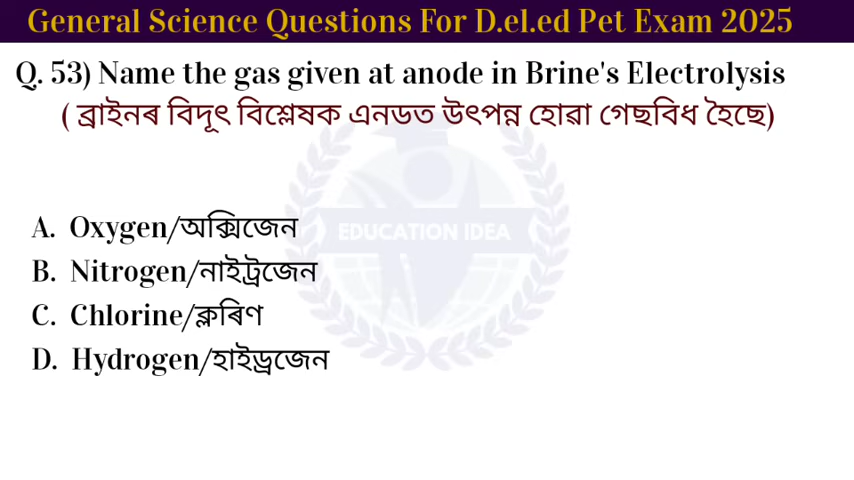 General Science Questions For D.el.ed Pet Exam 2025
Q. 53) Name the gas given at anode in Brine's Electrolysis
( ব্ৰাইনৰ বিদূৎ বিশ্লেষক এনডত উৎপন্ন হোৱা গেছবিধ হৈছে)
EDUCATION IDEA
A. Oxygen/অক্সিজেন
B. Nitrogen/নাইট্ৰজেন
C. Chlorine/ক্লৰিণ
D. Hydrogen/হাইড্ৰজেন